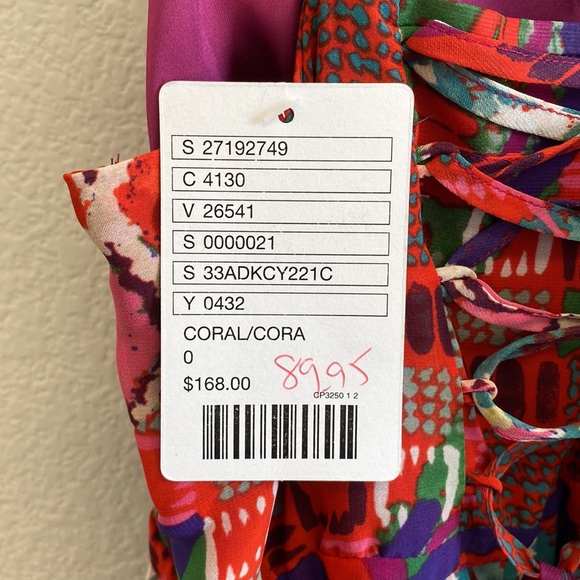 S 27192749
C 4130
V 26541
S 0000021
S 33ADKCY221C
Y 0432
CORAL/CORA
0
$168.00 89.95
CP3250 1 2